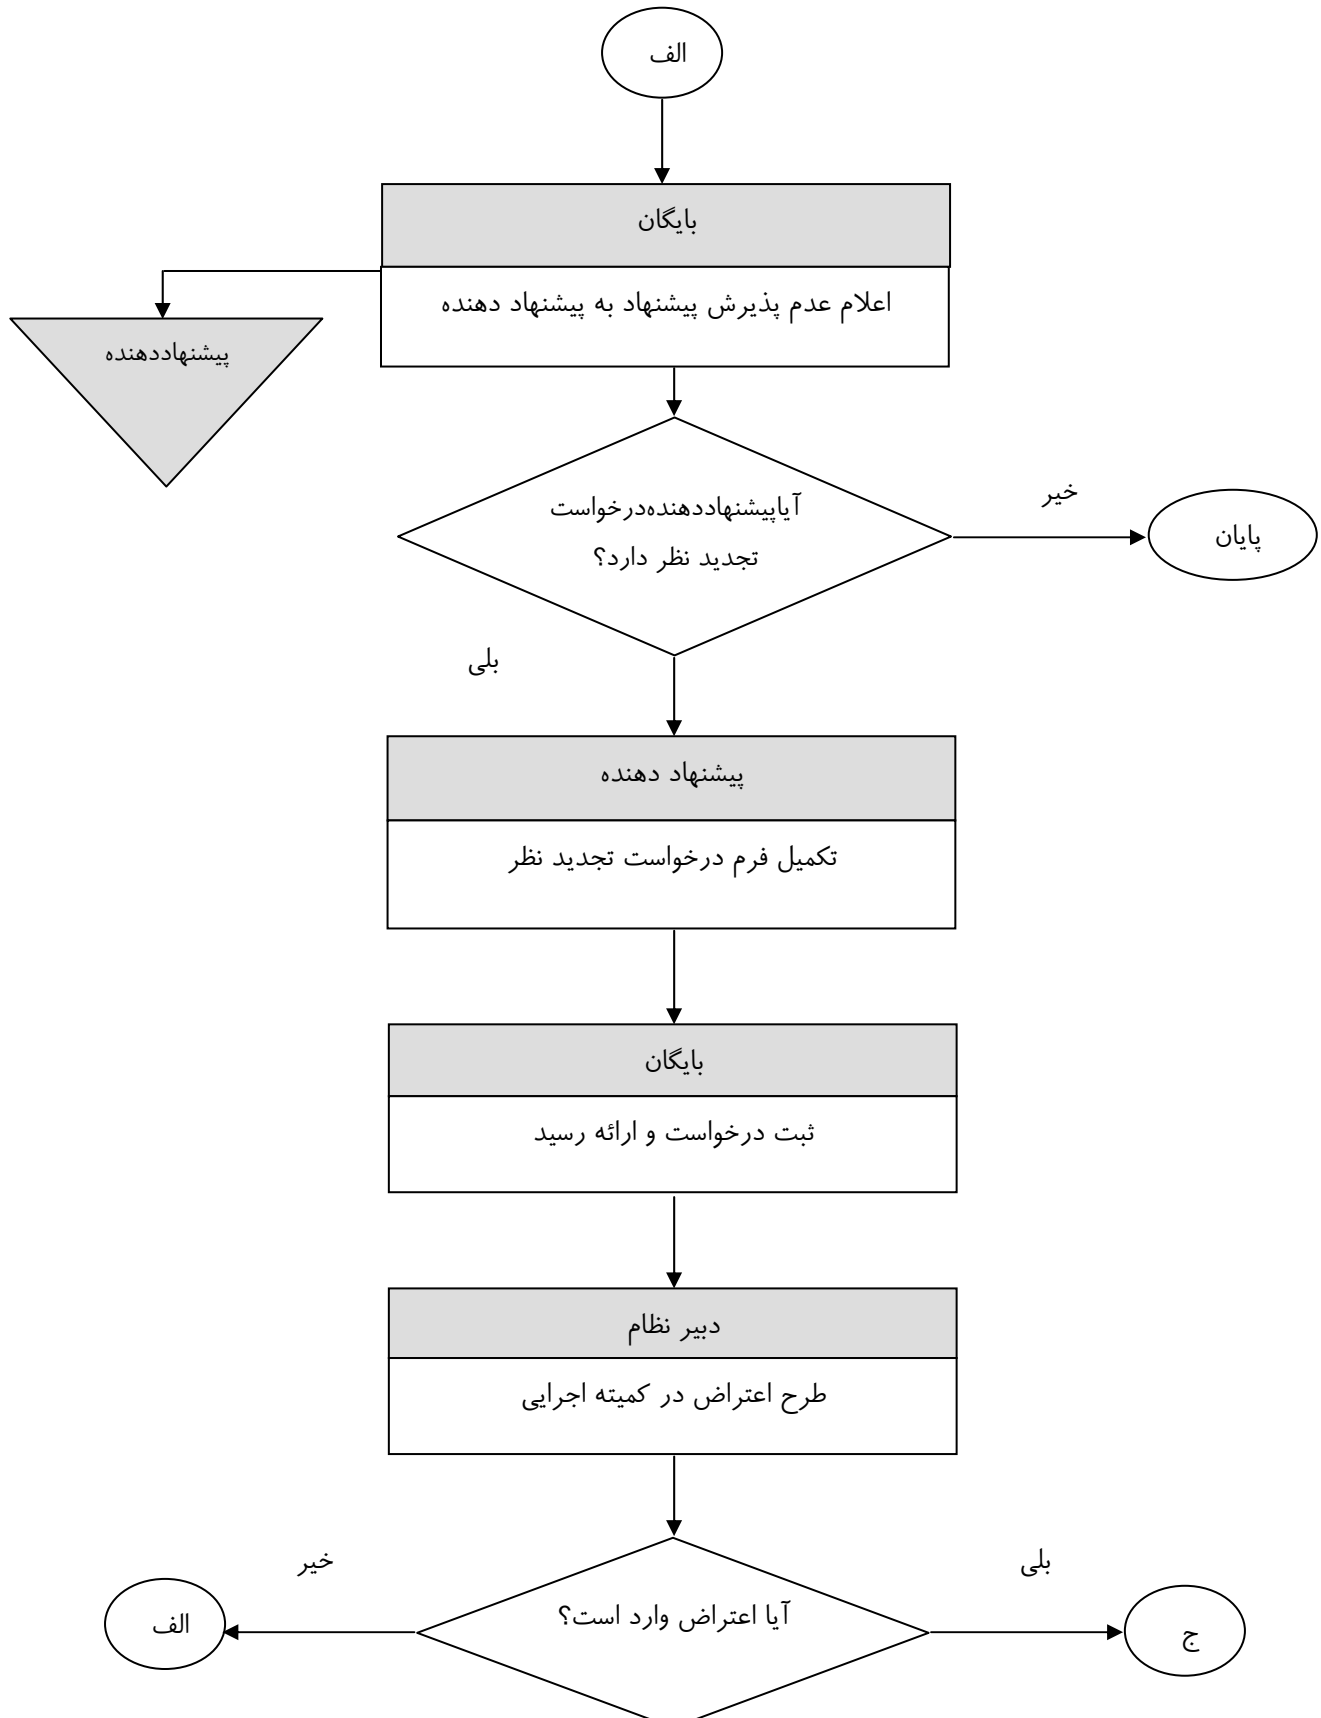 الف
بایگان
اعلام عدم پذیرش پیشنهاد به پیشنهاد دهنده
پیشنهاددهنده
آیاپیشنهاددهنده‌درخواست
تجدید نظر دارد؟
خیر
پایان
بلی
پیشنهاد دهنده
تکمیل فرم درخواست تجدید نظر
بایگان
ثبت درخواست و ارائه رسید
دبیر نظام
طرح اعتراض در کمیته اجرایی
بلی
خیر
آیا اعتراض وارد است؟
ج
الف